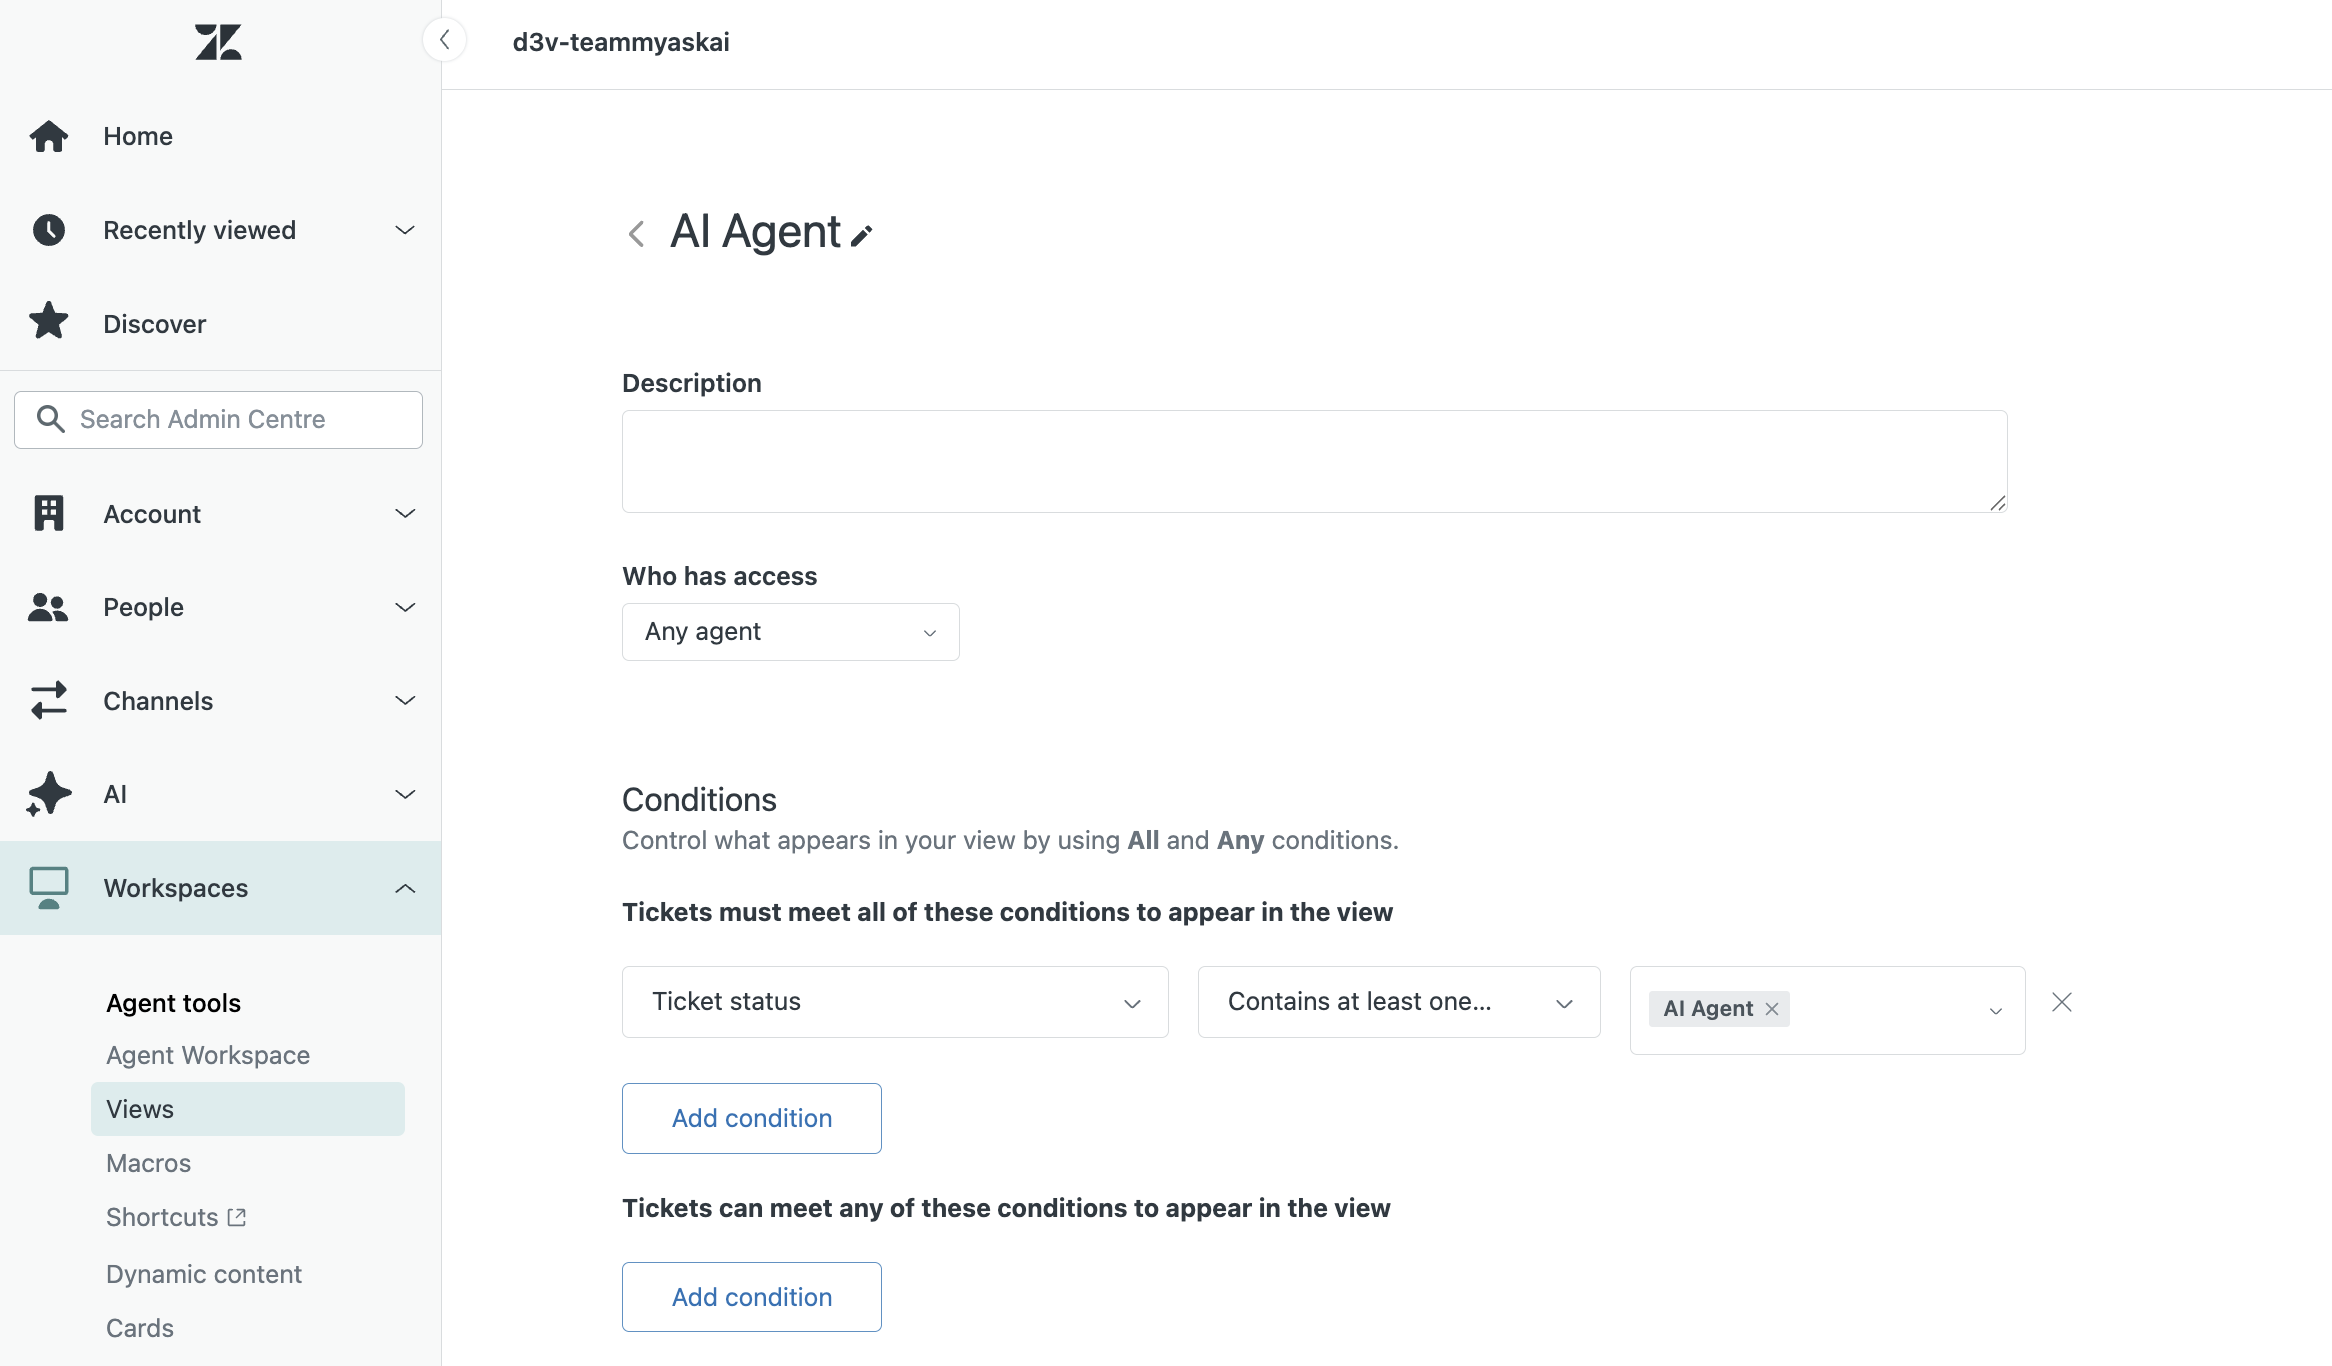 d3v-teammyaskai
Home
Recently viewed
Discover
Search Admin Centre
Account
People
Channels
AI
Workspaces
Agent tools
Agent Workspace
Views
Macros
Shortcuts
Dynamic content
Cards
AI Agent
Description
Who has access
Any agent
Conditions
Control what appears in your view by using All and Any conditions.
Tickets must meet all of these conditions to appear in the view
Ticket status
Contains at least one...
AI Agent
Add condition
Tickets can meet any of these conditions to appear in the view
Add condition